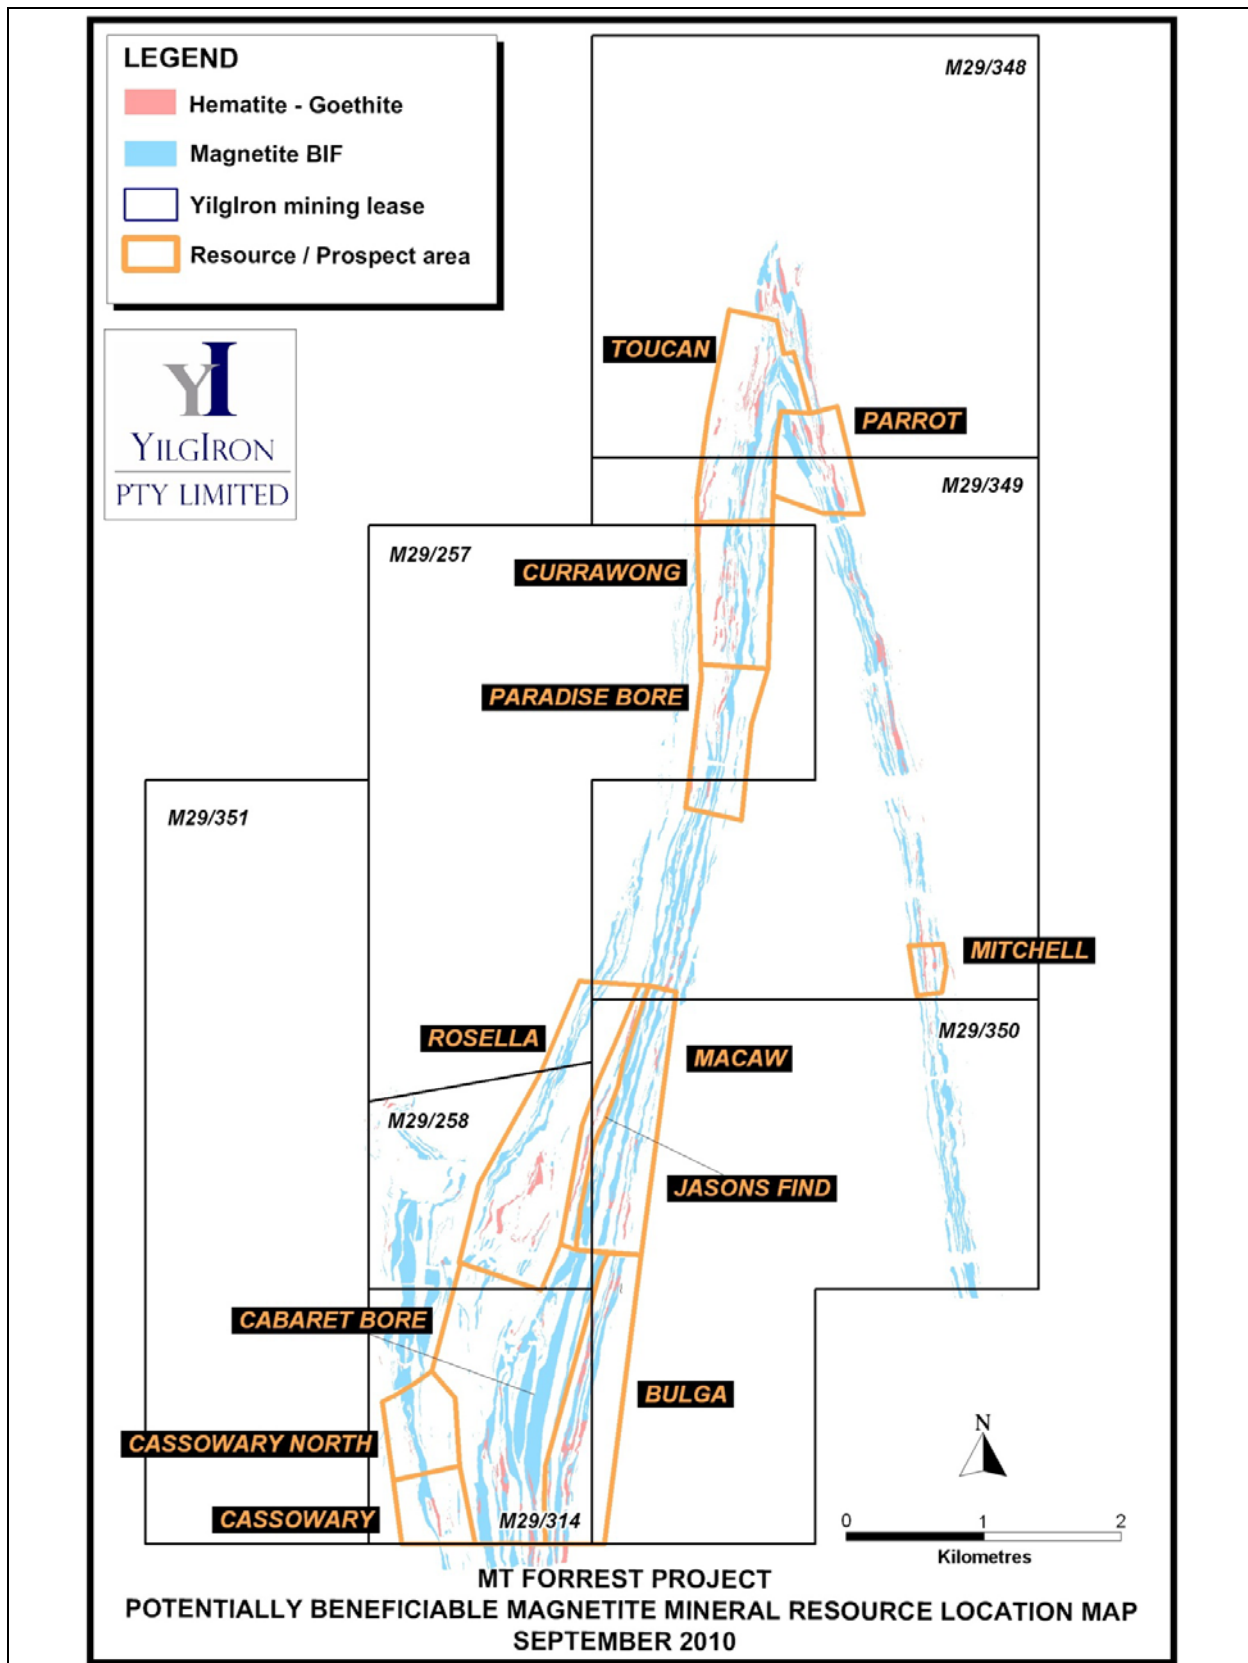 LEGEND
Hematite - Goethite
Magnetite BIF
YilgIron mining lease
Resource / Prospect area
YI
YILGIRON
PTY LIMITED
M29/348
TOUCAN
PARROT
M29/349
M29/257
CURRAWONG
PARADISE BORE
M29/351
MITCHELL
ROSELLA
M29/350
MACAW
M29/258
JASONS FIND
CABARET BORE
BULGA
N
CASSOWARY NORTH
CASSOWARY
M29/314
0 1 2
Kilometres
MT FORREST PROJECT
POTENTIALLY BENEFICIABLE MAGNETITE MINERAL RESOURCE LOCATION MAP
SEPTEMBER 2010